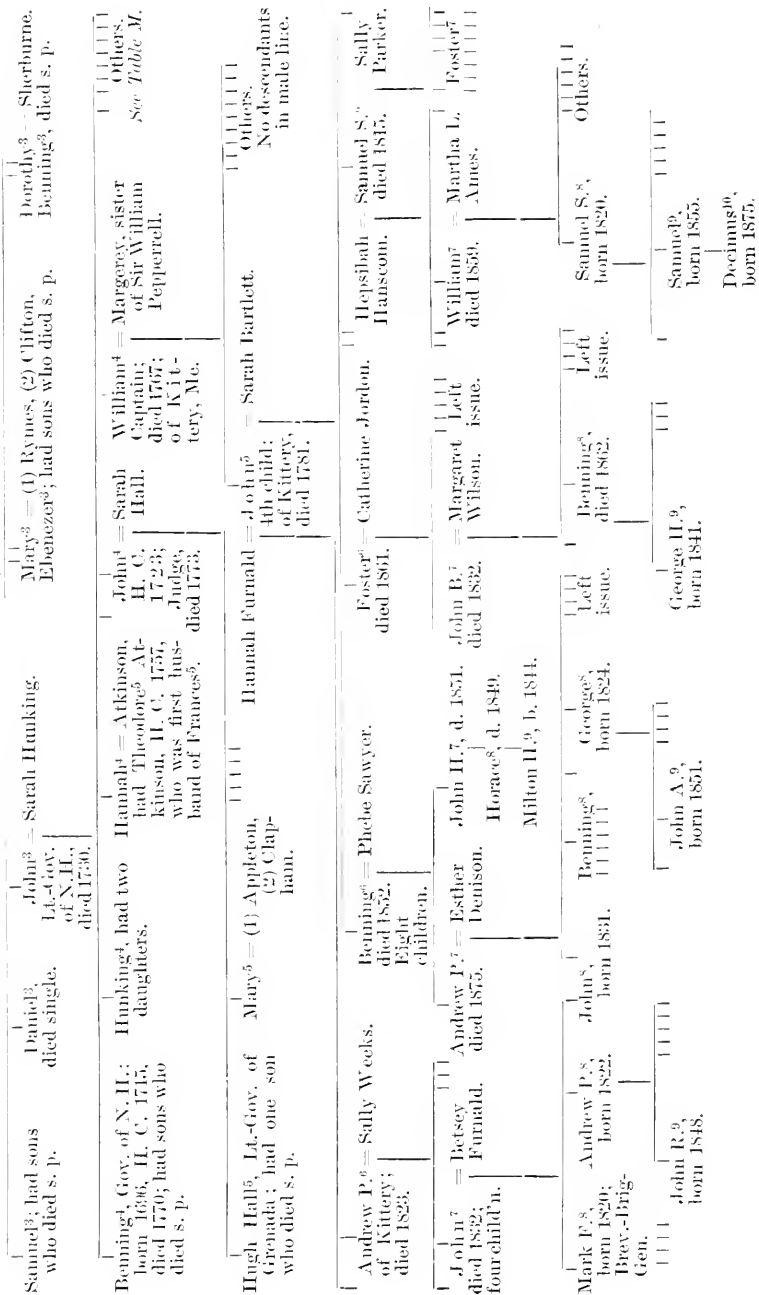 Samuel³; had sons
who died s. p.
Daniel³,
died single.
John³ = Sarah Hunking.
Lt.-Gov.
of N. H.,
died 1730.
Mary³ = (1) Rymes, (2) Clifton,
Ebenezer³; had sons who died s. p.
Dorothy³ = Sherburne.
Benning³, died s. p.
Benning⁴, Gov. of N. H.;
born 1696, H. C. 1715,
died 1770; had sons who
died s. p.
Hunking⁴, had two
daughters.
Hannah⁴ = Atkinson,
had Theodore⁵ At-
kinson, H. C. 1757,
who was first hus-
band of Frances⁵.
John⁴ = Sarah
H. C. Hall.
1723;
Judge,
died 1773.
William⁴ = Margerey, sister
Captain; of Sir William
died 1767; Pepperrell.
of Kit-
tery, Me.
Others.
See Table M.
Hugh Hall⁵, Lt.-Gov. of
Grenada; had one son
who died s. p.
Mary⁵ = (1) Appleton,
(2) Clap-
ham.
Hannah Furnald = John⁵ = Sarah Bartlett.
4th child;
of Kittery,
died 1781.
Others.
No descendants
in male line.
Andrew P.⁶ = Sally Weeks.
of Kittery;
died 1823.
Benning⁶ = Phebe Sawyer.
died 1852.
Eight
children.
Foster⁶ = Catherine Jordon.
died 1861.
Hepsibah = Samuel S.⁶ Sally
Hanscom. died 1815. Parker.
John⁷ = Betsey
died 1832; Furnald.
four child'n.
Andrew P.⁷ = Esther
died 1875. Denison.
John H.⁷, d. 1851.
Horace⁸, d. 1849.
Milton H.⁹, b. 1844.
John B.⁷ = Margaret
died 1832. Wilson.
Left
issue.
William⁷ = Martha L.
died 1859. Ames.
Foster⁷
Mark F.⁸,
born 1820;
Brev.-Brig-
Gen.
Andrew P.⁸,
born 1822.
John⁸,
born 1831.
Benning⁸,
George⁸,
born 1824.
Left
issue.
Benning⁸,
died 1862.
Left
issue.
Samuel S.⁸,
born 1820.
Others.
John R.⁹,
born 1848.
John A.⁹,
born 1851.
George H.⁹,
born 1841.
Samuel⁹,
born 1855.
Decimus¹⁰,
born 1875.